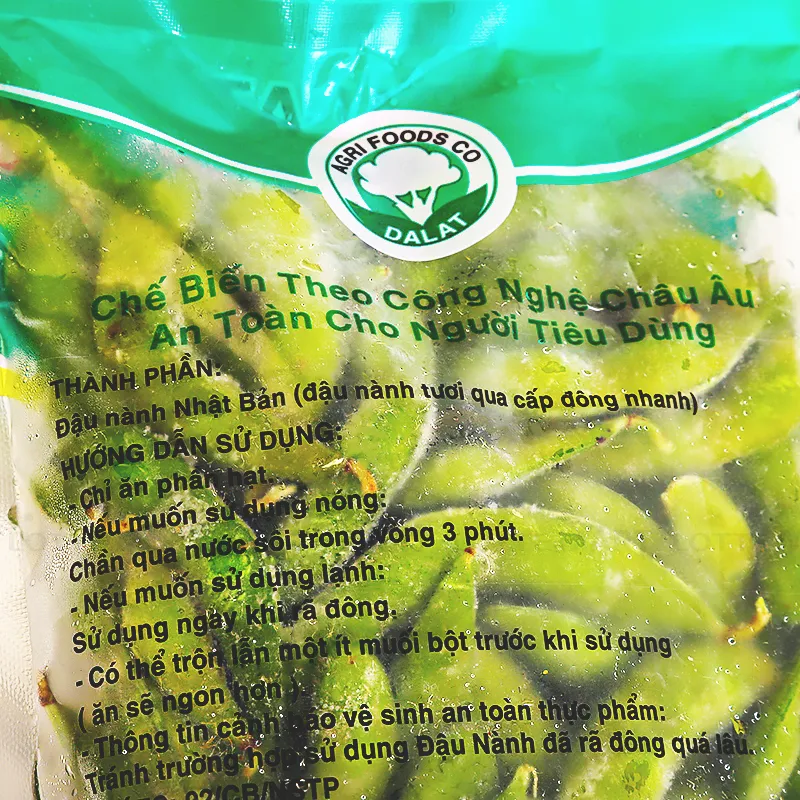 AGRI FOODS CO
DALAT
Chế Biến Theo Công Nghệ Châu Âu
An Toàn Cho Người Tiêu Dùng
THÀNH PHẦN:
Đậu nành Nhật Bản (đậu nành tươi qua cấp đông nhanh)
HƯỚNG DẪN SỬ DỤNG:
- Chỉ ăn phần hạt.
- Nếu muốn sử dụng nóng:
Chần qua nước sôi trong vòng 3 phút.
- Nếu muốn sử dụng lạnh:
Sử dụng ngay khi rã đông.
- Có thể trộn lẫn một ít muối bột trước khi sử dụng
( ăn sẽ ngon hơn ).
- Thông tin cảnh báo vệ sinh an toàn thực phẩm:
Tránh trường hợp sử dụng Đậu Nành đã rã đông quá lâu.